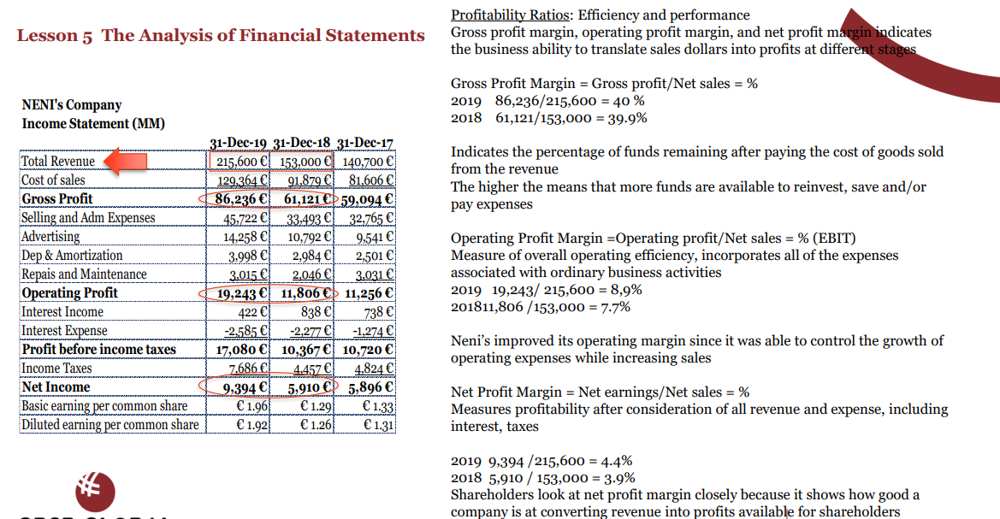 Lesson 5 The Analysis of Financial Statements
NENI's Company
Income Statement (MM)
31-Dec-19 31-Dec-18 31-Dec-17
Total Revenue 215,600 € 153,000 € 140,700 €
Cost of sales 129,364 € 91,879 € 81,606 €
Gross Profit 86,236 € 61,121 € 59,094 €
Selling and Adm Expenses 45,722 € 33,493 € 32,765 €
Advertising 14,258 € 10,792 € 9,541 €
Dep & Amortization 3,998 € 2,984 € 2,501 €
Repais and Maintenance 3,015 € 2,046 € 3,031 €
Operating Profit 19,243 € 11,806 € 11,256 €
Interest Income 422 € 838 € 738 €
Interest Expense -2,585 € -2,277 € -1,274 €
Profit before income taxes 17,080 € 10,367 € 10,720 €
Income Taxes 7,686 € 4,457 € 4,824 €
Net Income 9,394 € 5,910 € 5,896 €
Basic earning per common share € 1.96 € 1.29 € 1.33
Diluted earning per common share € 1.92 € 1.26 € 1.31
Profitability Ratios: Efficiency and performance
Gross profit margin, operating profit margin, and net profit margin indicates
the business ability to translate sales dollars into profits at different stages
Gross Profit Margin = Gross profit/Net sales = %
2019 86,236/215,600 = 40 %
2018 61,121/153,000 = 39.9%
Indicates the percentage of funds remaining after paying the cost of goods sold
from the revenue
The higher the means that more funds are available to reinvest, save and/or
pay expenses
Operating Profit Margin =Operating profit/Net sales = % (EBIT)
Measure of overall operating efficiency, incorporates all of the expenses
associated with ordinary business activities
2019 19,243/ 215,600 = 8,9%
201811,806 /153,000 = 7.7%
Neni's improved its operating margin since it was able to control the growth of
operating expenses while increasing sales
Net Profit Margin = Net earnings/Net sales = %
Measures profitability after consideration of all revenue and expense, including
interest, taxes
2019 9,394 /215,600 = 4.4%
2018 5,910 / 153,000 = 3.9%
Shareholders look at net profit margin closely because it shows how good a
company is at converting revenue into profits available for shareholders